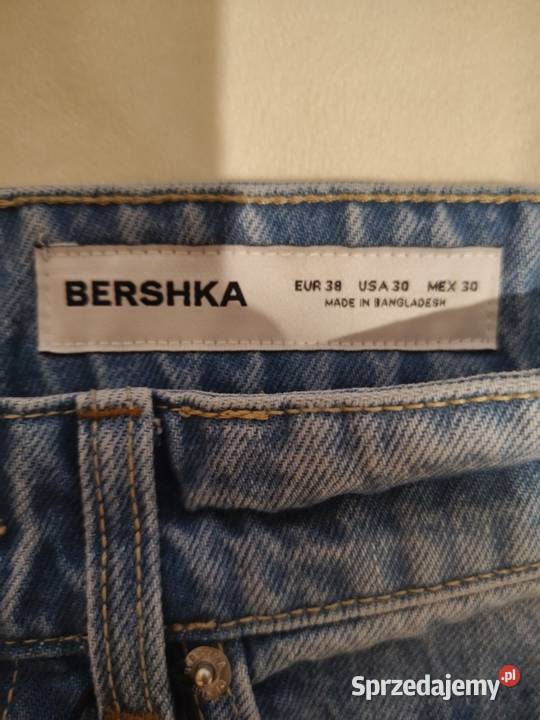 BERSHKA
EUR 38 USA 30 MEX 30
MADE IN BANGLADESH
Sprzedajemy.pl